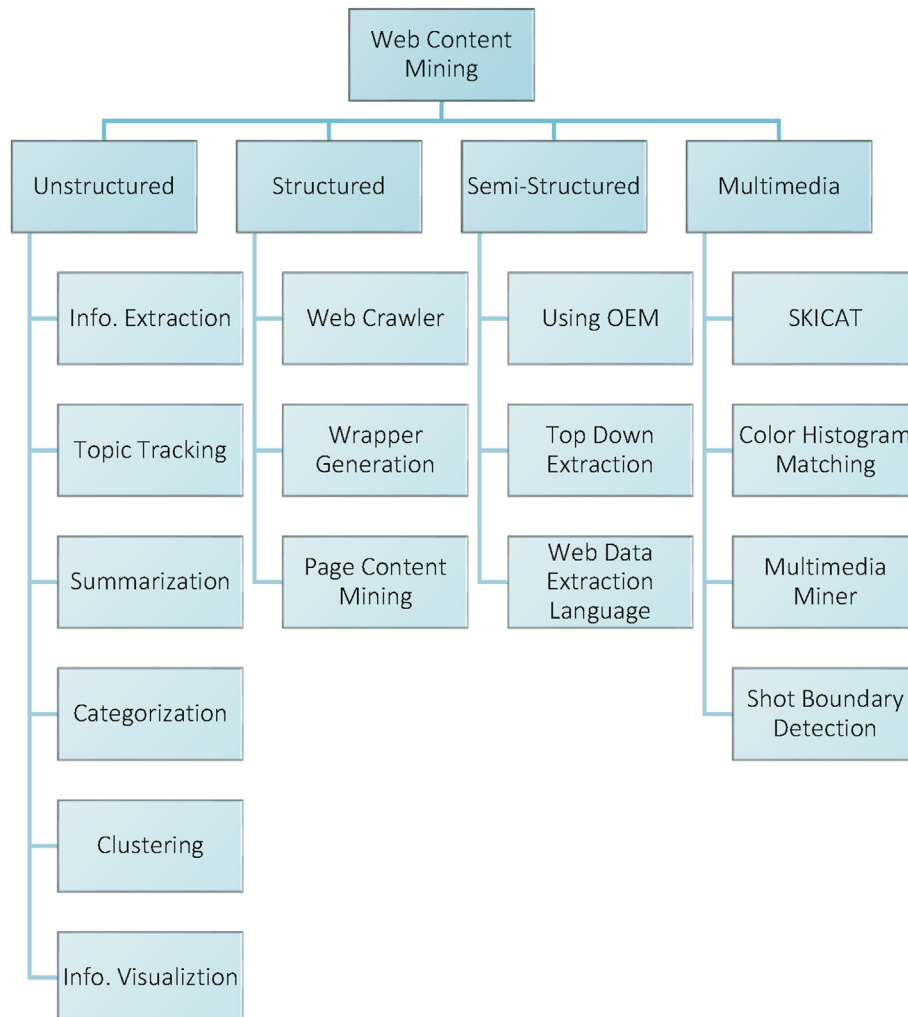 Web Content
Mining
Unstructured
Structured
Semi-Structured
Multimedia
Info. Extraction
Topic Tracking
Summarization
Categorization
Clustering
Info. Visualiztion
Web Crawler
Wrapper
Generation
Page Content
Mining
Using OEM
Top Down
Extraction
Web Data
Extraction
Language
SKICAT
Color Histogram
Matching
Multimedia
Miner
Shot Boundary
Detection